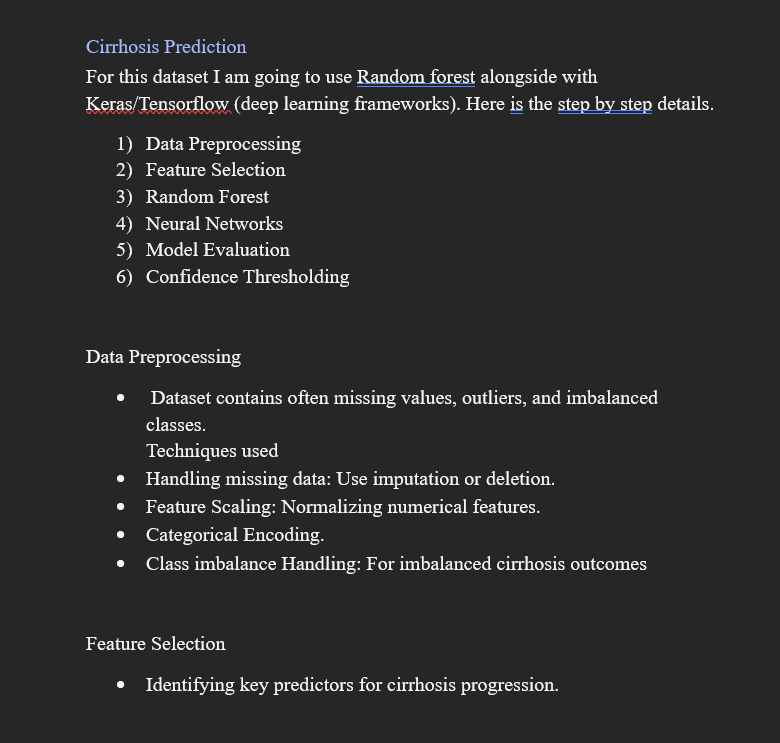 Cirrhosis Prediction
For this dataset I am going to use Random forest alongside with
Keras/Tensorflow (deep learning frameworks). Here is the step by step details.
1) Data Preprocessing
2) Feature Selection
3) Random Forest
4) Neural Networks
5) Model Evaluation
6) Confidence Thresholding
Data Preprocessing
• Dataset contains often missing values, outliers, and imbalanced
classes.
Techniques used
• Handling missing data: Use imputation or deletion.
• Feature Scaling: Normalizing numerical features.
• Categorical Encoding.
• Class imbalance Handling: For imbalanced cirrhosis outcomes
Feature Selection
• Identifying key predictors for cirrhosis progression.